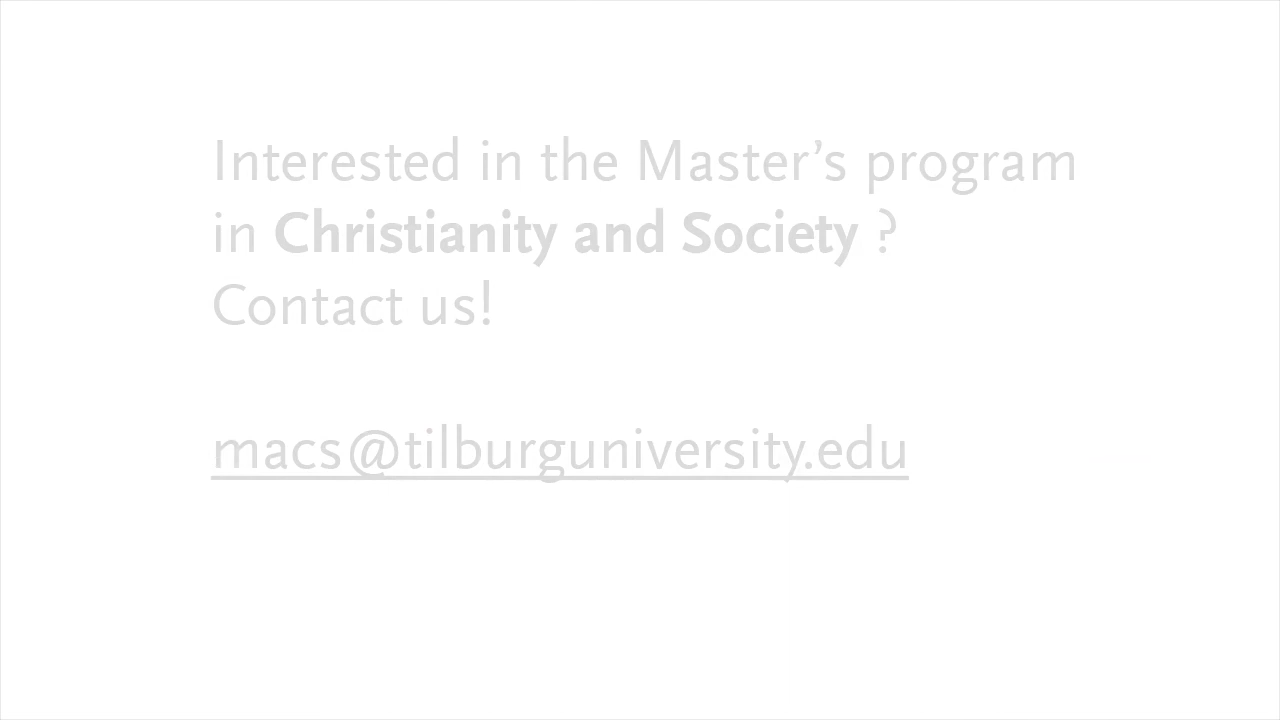 Interested in the Master’s program
in Christianity and Society ?
Contact us!
macs@tilburguniversity.edu